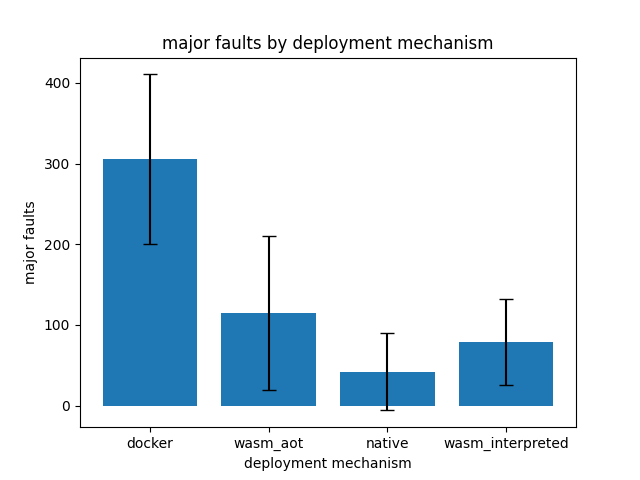 major faults by deployment mechanism
major faults
400
300
200
100
0
docker
wasm_aot
native
wasm_interpreted
deployment mechanism